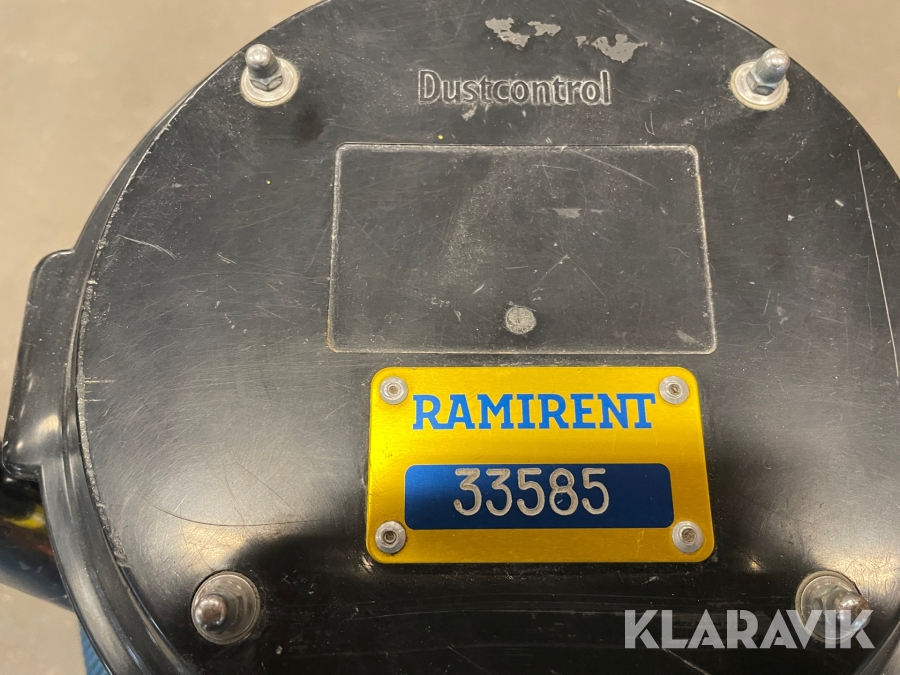 Dustcontrol
RAMIRENT
33585
KLARAVIK